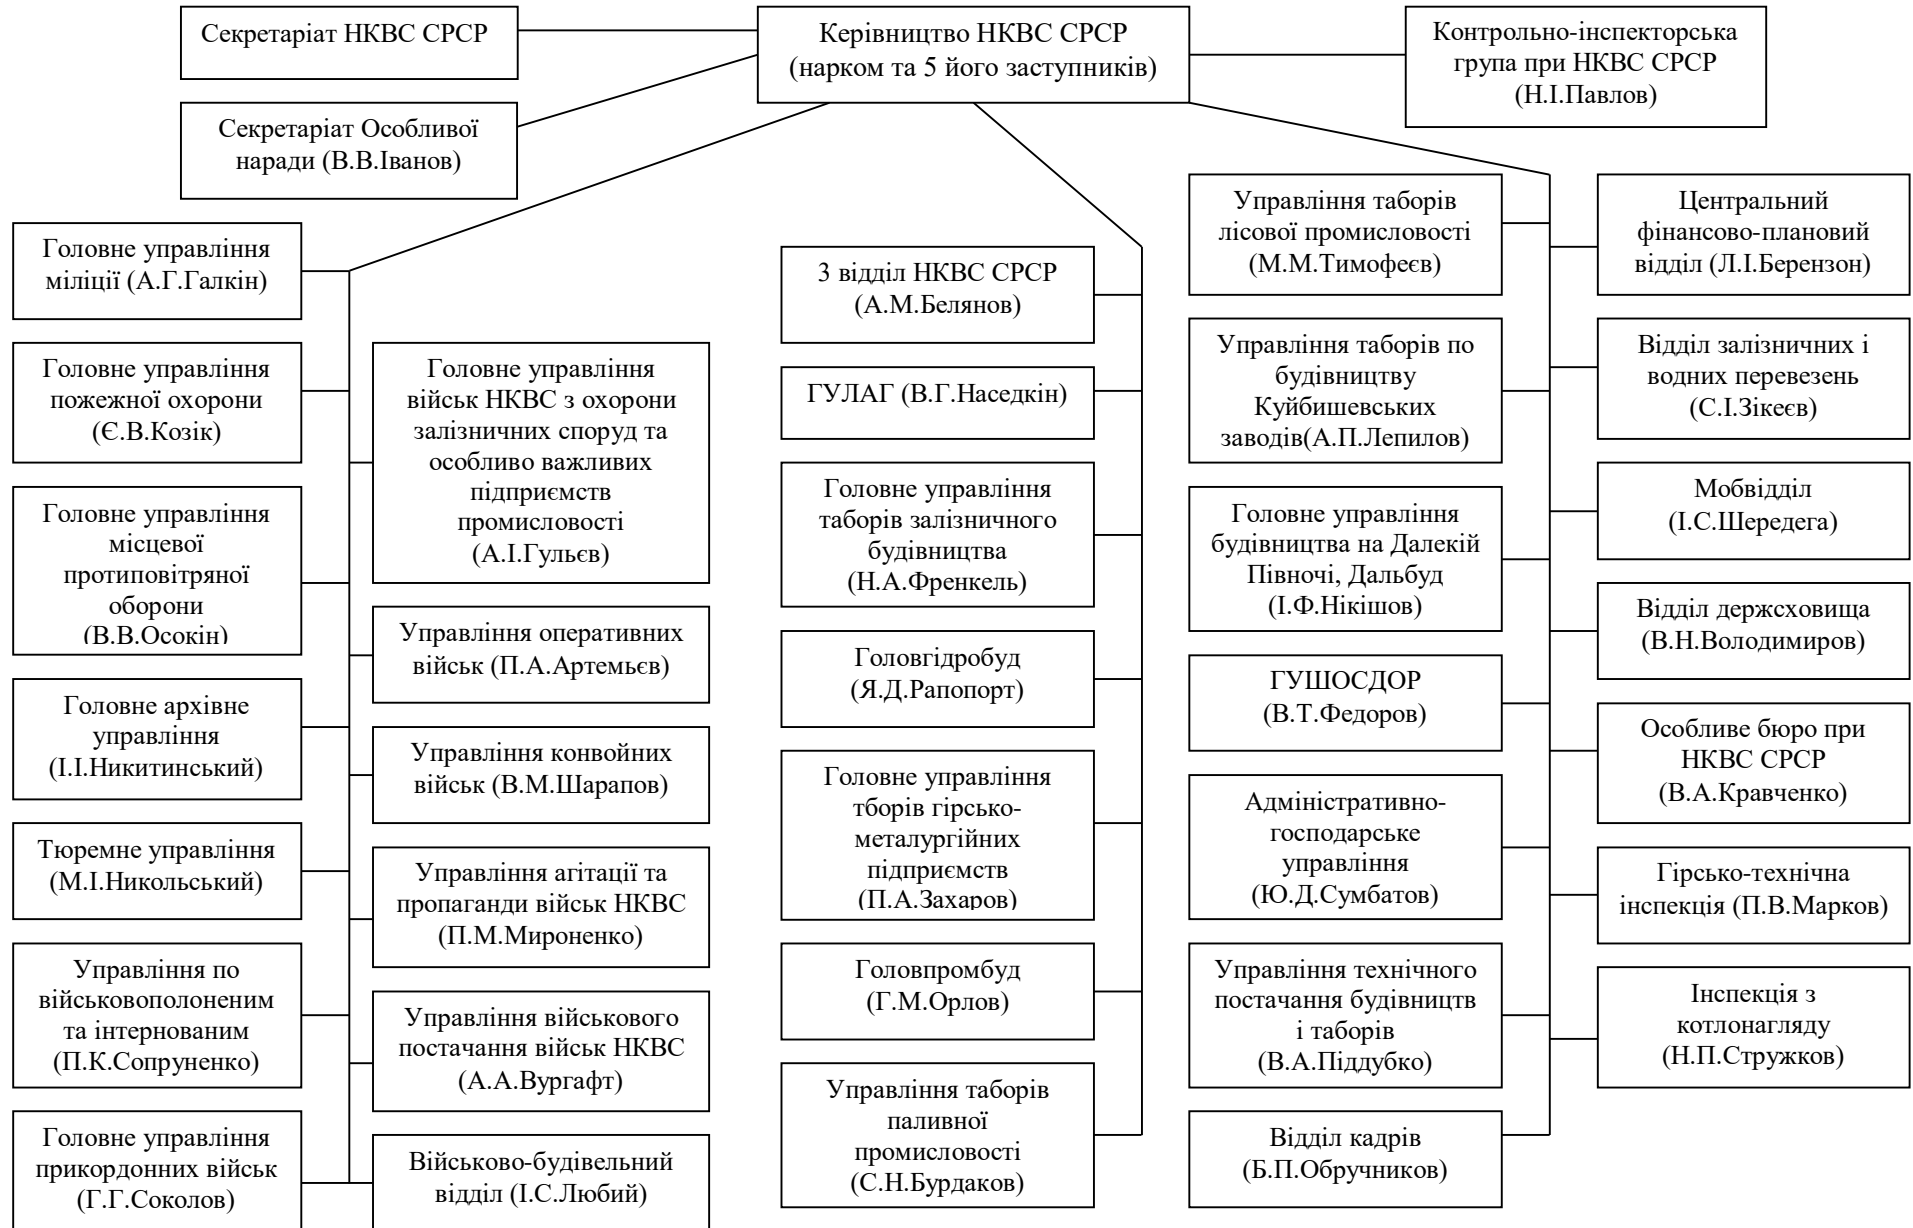 Секретаріат НКВС СРСР
Керівництво НКВС СРСР
(нарком та 5 його заступників)
Контрольно-інспекторська
група при НКВС СРСР
(Н.І.Павлов)
Секретаріат Особливої
наради (В.В.Іванов)
Головне управління
міліції (А.Г.Галкін)
Головне управління
пожежної охорони
(Є.В.Козік)
Головне управління
місцевої
протиповітряної
оборони
(В.В.Осокін)
Головне архівне
управління
(І.І.Никитинський)
Тюремне управління
(М.І.Никольський)
Управління по
військовополоненим
та інтернованим
(П.К.Сопруненко)
Головне управління
прикордонних військ
(Г.Г.Соколов)
Головне управління
військ НКВС з охорони
залізничних споруд та
особливо важливих
підприємств
промисловості
(А.І.Гульєв)
Управління оперативних
військ (П.А.Артемьєв)
Управління конвойних
військ (В.М.Шарапов)
Управління агітації та
пропаганди військ НКВС
(П.М.Мироненко)
Управління військового
постачання військ НКВС
(А.А.Вургафт)
Військово-будівельний
відділ (І.С.Любий)
3 відділ НКВС СРСР
(А.М.Белянов)
ГУЛАГ (В.Г.Наседкін)
Головне управління
таборів залізничного
будівництва
(Н.А.Френкель)
Головгідробуд
(Я.Д.Рапопорт)
Головне управління
тборів гірсько-
металургійних
підприємств
(П.А.Захаров)
Головпромбуд
(Г.М.Орлов)
Управління таборів
паливної
промисловості
(С.Н.Бурдаков)
Управління таборів
лісової промисловості
(М.М.Тимофеєв)
Управління таборів по
будівництву
Куйбишевських
заводів(А.П.Лепилов)
Головне управління
будівництва на Далекій
Півночі, Дальбуд
(І.Ф.Нікішов)
ГУШОСДОР
(В.Т.Федоров)
Адміністративно-
господарське
управління
(Ю.Д.Сумбатов)
Управління технічного
постачання будівництв
і таборів
(В.А.Піддубко)
Відділ кадрів
(Б.П.Обручников)
Центральний
фінансово-плановий
відділ (Л.І.Берензон)
Відділ залізничних і
водних перевезень
(С.І.Зікеєв)
Мобвідділ
(І.С.Шередега)
Відділ держсховища
(В.Н.Володимиров)
Особливе бюро при
НКВС СРСР
(В.А.Кравченко)
Гірсько-технічна
інспекція (П.В.Марков)
Інспекція з
котлонагляду
(Н.П.Стружков)